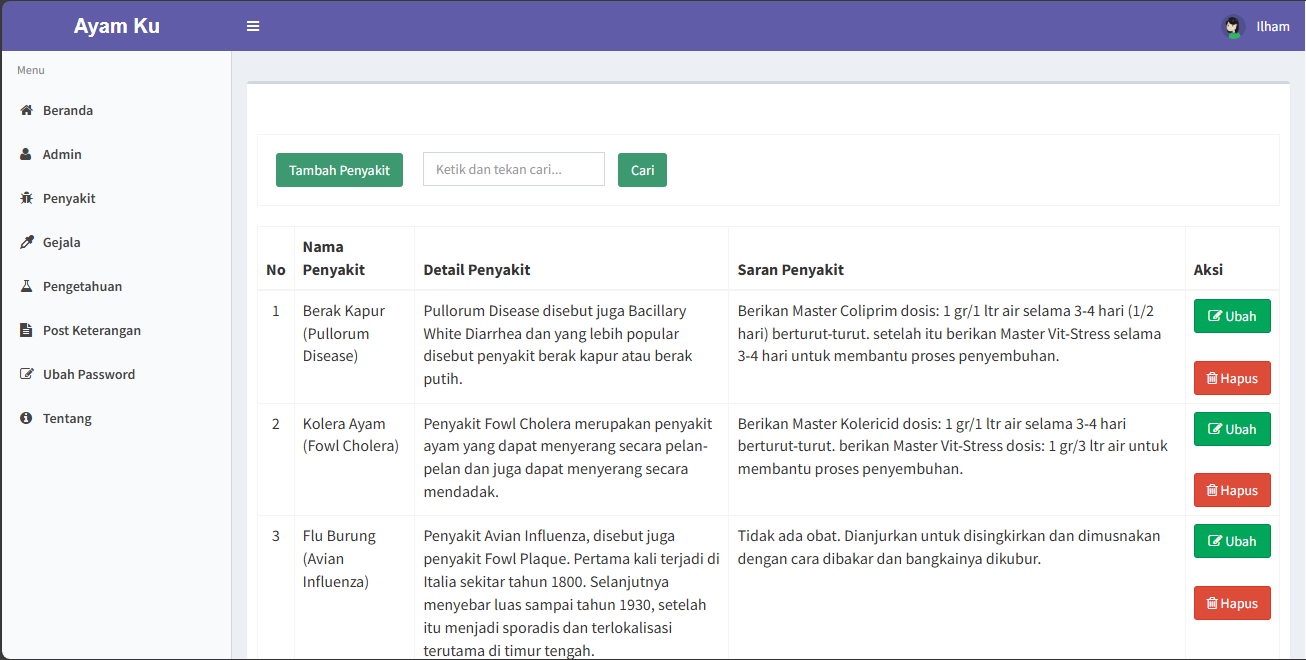 Ayam Ku
Ilham
Menu
Beranda
Admin
Penyakit
Gejala
Pengetahuan
Post Keterangan
Ubah Password
Tentang
Tambah Penyakit
Ketik dan tekan cari...
Cari
No
Nama
Penyakit
Detail Penyakit
Saran Penyakit
Aksi
1
Berak Kapur
(Pullorum
Disease)
Pullorum Disease disebut juga Bacillary
White Diarrhea dan yang lebih popular
disebut penyakit berak kapur atau berak
putih.
Berikan Master Coliprim dosis: 1 gr/1 ltr air selama 3-4 hari (1/2
hari) berturut-turut. setelah itu berikan Master Vit-Stress selama
3-4 hari untuk membantu proses penyembuhan.
Ubah
Hapus
2
Kolera Ayam
(Fowl Cholera)
Penyakit Fowl Cholera merupakan penyakit
ayam yang dapat menyerang secara pelan-
pelan dan juga dapat menyerang secara
mendadak.
Berikan Master Kolericid dosis: 1 gr/1 ltr air selama 3-4 hari
berturut-turut. berikan Master Vit-Stress dosis: 1 gr/3 ltr air untuk
membantu proses penyembuhan.
Ubah
Hapus
3
Flu Burung
(Avian
Influenza)
Penyakit Avian Influenza, disebut juga
penyakit Fowl Plaque. Pertama kali terjadi di
Italia sekitar tahun 1800. Selanjutnya
menyebar luas sampai tahun 1930, setelah
itu menjadi sporadis dan terlokalisasi
terutama di timur tengah.
Tidak ada obat. Dianjurkan untuk disingkirkan dan dimusnakan
dengan cara dibakar dan bangkainya dikubur.
Ubah
Hapus